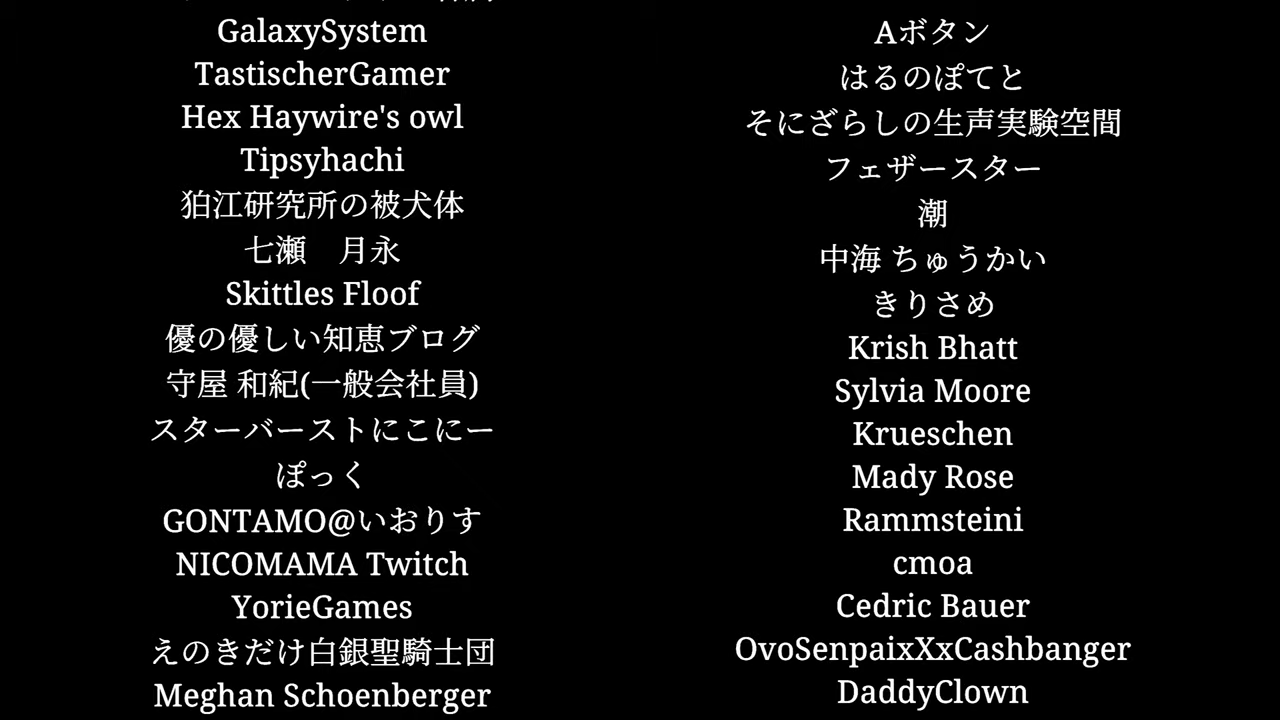 GalaxySystem
TastischerGamer
Hex Haywire's owl
Tipsyhachi
狛江研究所の被犬体
七瀬　月永
Skittles Floof
優の優しい知恵ブログ
守屋 和紀(一般会社員)
スターバーストにこにー
ぽっく
GONTAMO@いおりす
NICOMAMA Twitch
YorieGames
えのきだけ白銀聖騎士団
Meghan Schoenberger
Aボタン
はるのぽてと
そにざらしの生声実験空間
フェザースター
潮
中海 ちゅうかい
きりさめ
Krish Bhatt
Sylvia Moore
Krueschen
Mady Rose
Rammsteini
cmoa
Cedric Bauer
OvoSenpaixXxCashbanger
DaddyClown